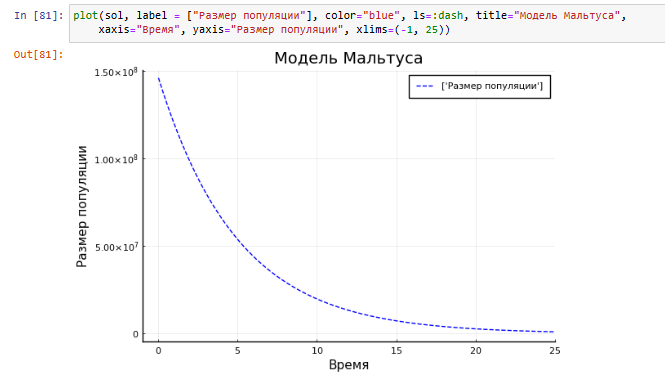 In [81]: plot(sol, label = ["Размер популяции"], color="blue", ls=:dash, title="Модель Мальтуса",
xaxis="Время", yaxis="Размер популяции", xlims=(-1, 25))
Out[81]:
Модель Мальтуса
1.50×10⁸
['Размер популяции']
1.00×10⁸
Размер популяции
5.00×10⁷
0
0 5 10 15 20 25
Время